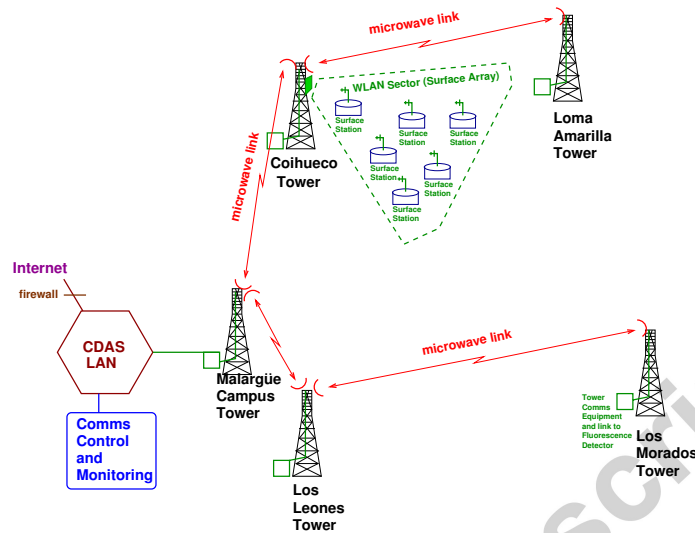 microwave link
WLAN Sector (Surface Array)
Surface
Station
Surface
Station
Surface
Station
Surface
Station
Surface
Station
Surface
Station
Coihueco
Tower
Loma
Amarilla
Tower
microwave link
Internet
firewall
CDAS
LAN
Malargüe
Campus
Tower
microwave link
Comms
Control
and
Monitoring
Tower
Comms
Equipment
and link to
Fluorescence
Detector
Los
Morados
Tower
Los
Leones
Tower
scri